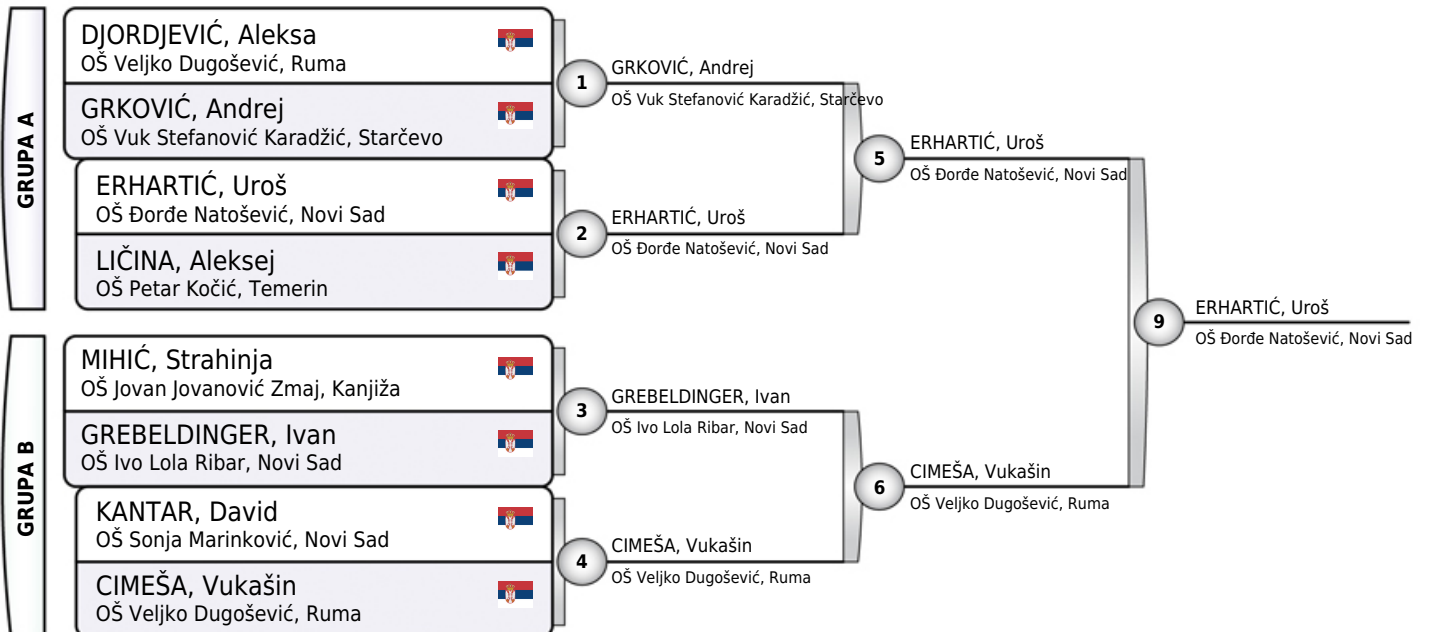 GRUPA A
DJORDJEVIĆ, Aleksa
OŠ Veljko Dugošević, Ruma
GRKOVIĆ, Andrej
OŠ Vuk Stefanović Karadžić, Starčevo
ERHARTIĆ, Uroš
OŠ Đorđe Natošević, Novi Sad
LIČINA, Aleksej
OŠ Petar Kočić, Temerin
1
GRKOVIĆ, Andrej
OŠ Vuk Stefanović Karadžić, Starčevo
2
ERHARTIĆ, Uroš
OŠ Đorđe Natošević, Novi Sad
5
ERHARTIĆ, Uroš
OŠ Đorđe Natošević, Novi Sad
GRUPA B
MIHIĆ, Strahinja
OŠ Jovan Jovanović Zmaj, Kanjiža
GREBELDINGER, Ivan
OŠ Ivo Lola Ribar, Novi Sad
KANTAR, David
OŠ Sonja Marinković, Novi Sad
CIMEŠA, Vukašin
OŠ Veljko Dugošević, Ruma
3
GREBELDINGER, Ivan
OŠ Ivo Lola Ribar, Novi Sad
4
CIMEŠA, Vukašin
OŠ Veljko Dugošević, Ruma
6
CIMEŠA, Vukašin
OŠ Veljko Dugošević, Ruma
9
ERHARTIĆ, Uroš
OŠ Đorđe Natošević, Novi Sad